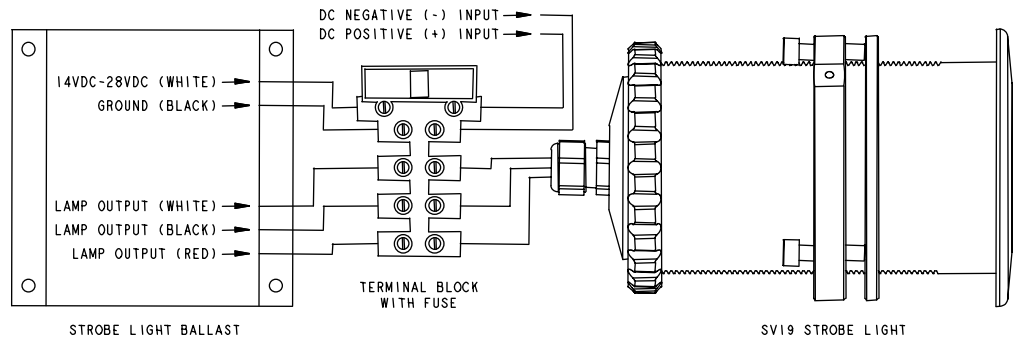 DC NEGATIVE (-) INPUT
DC POSITIVE (+) INPUT
14VDC-28VDC (WHITE)
GROUND (BLACK)
LAMP OUTPUT (WHITE)
LAMP OUTPUT (BLACK)
LAMP OUTPUT (RED)
TERMINAL BLOCK
WITH FUSE
STROBE LIGHT BALLAST
SV19 STROBE LIGHT